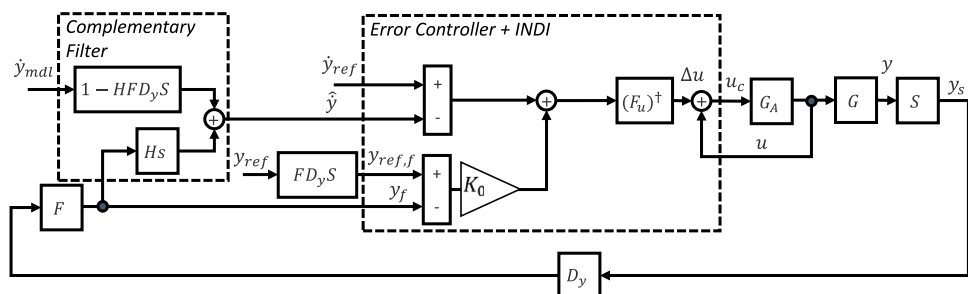 Complementary
Filter
Error Controller + INDI
ẏ_mdl
1 − HFD_yS
+
Hs
ẏ_ref
ŷ̇
+
-
+
(F_u)^†
Δu
+
u_c
G_A
u
G
y
S
y_s
y_ref
FD_yS
y_ref,f
y_f
+
-
K_0
F
D_y